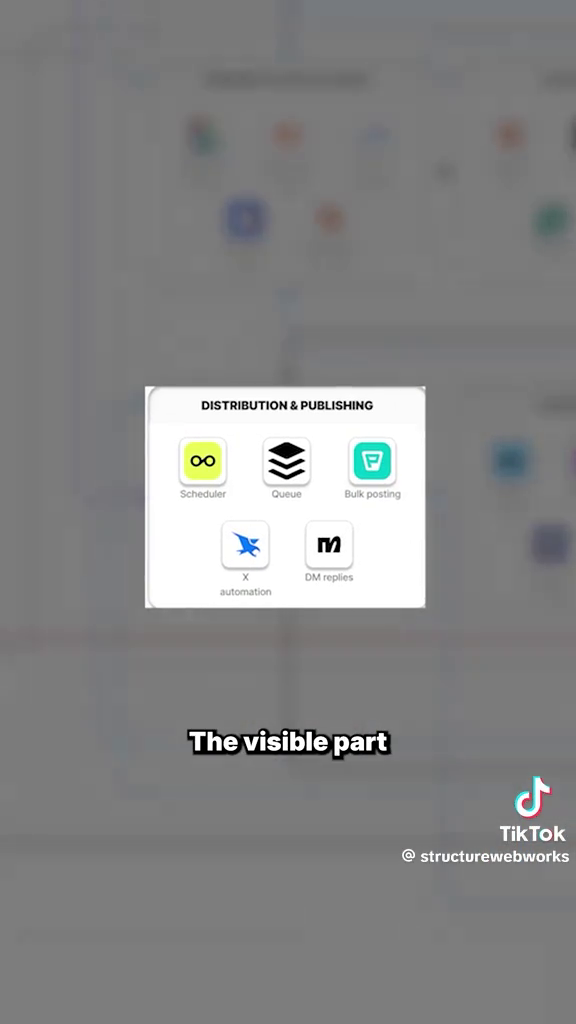 DISTRIBUTION & PUBLISHING
Scheduler
Queue
Bulk posting
X
automation
DM replies
The visible part
TikTok
@ structurewebworks